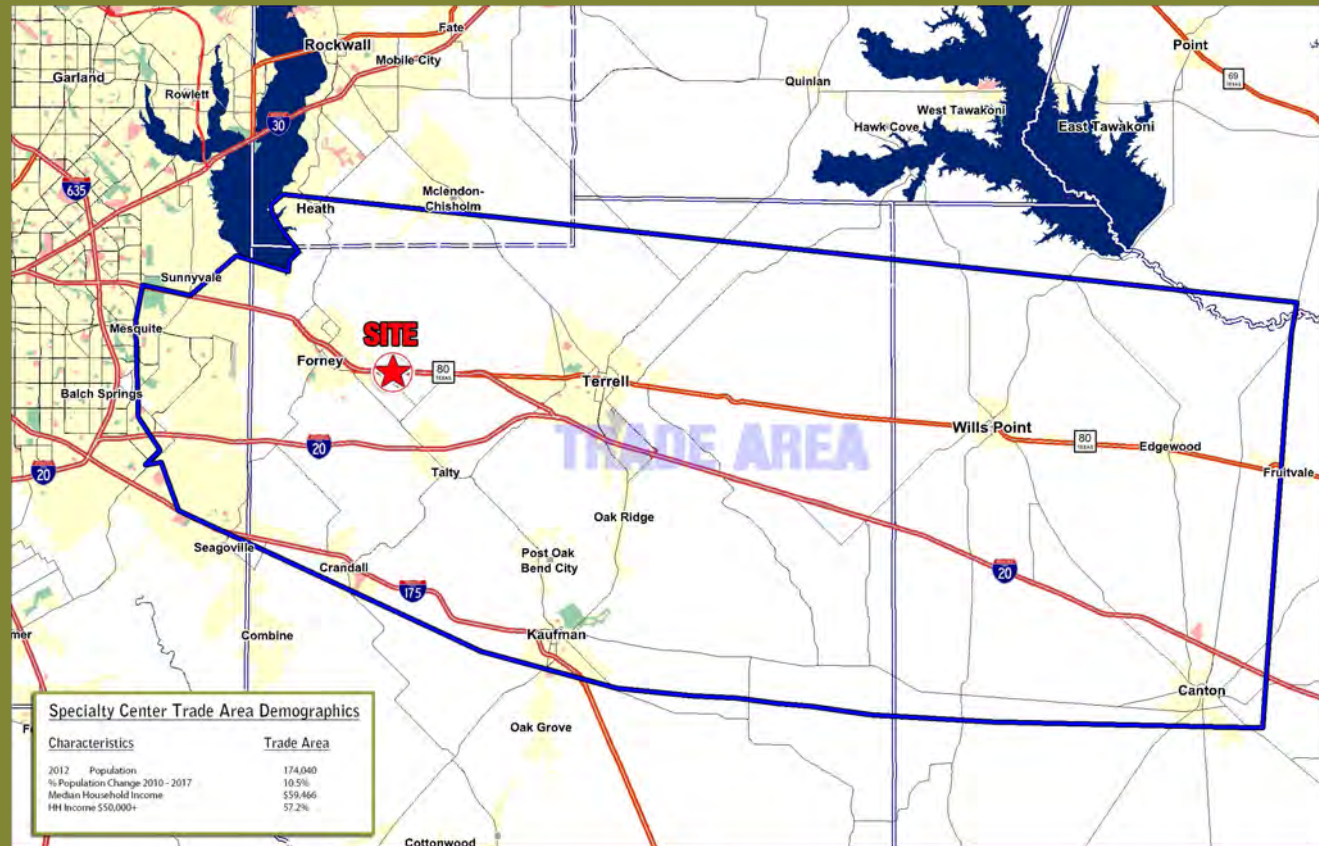 Fate
Rockwall
Point
Mobile City
Garland
69
TEXAS
Quinlan
Rowlett
West Tawakoni
30
Hawk Cove
East Tawakoni
635
Mclendon-
Chisholm
Heath
Sunnyvale
Mesquite
SITE
Forney
80
TEXAS
Terrell
Balch Springs
Wills Point
TRADE AREA
80
TEXAS
Edgewood
20
20
Talty
Fruitvale
Oak Ridge
Seagoville
Post Oak
Bend City
Crandall
20
175
Combine
Kaufman
mer
Canton
Oak Grove
Specialty Center Trade Area Demographics
Characteristics Trade Area
2012 Population 174,040
% Population Change 2010 - 2017 10.5%
Median Household Income $59,466
HH Income $50,000+ 57.2%
Cottonwood